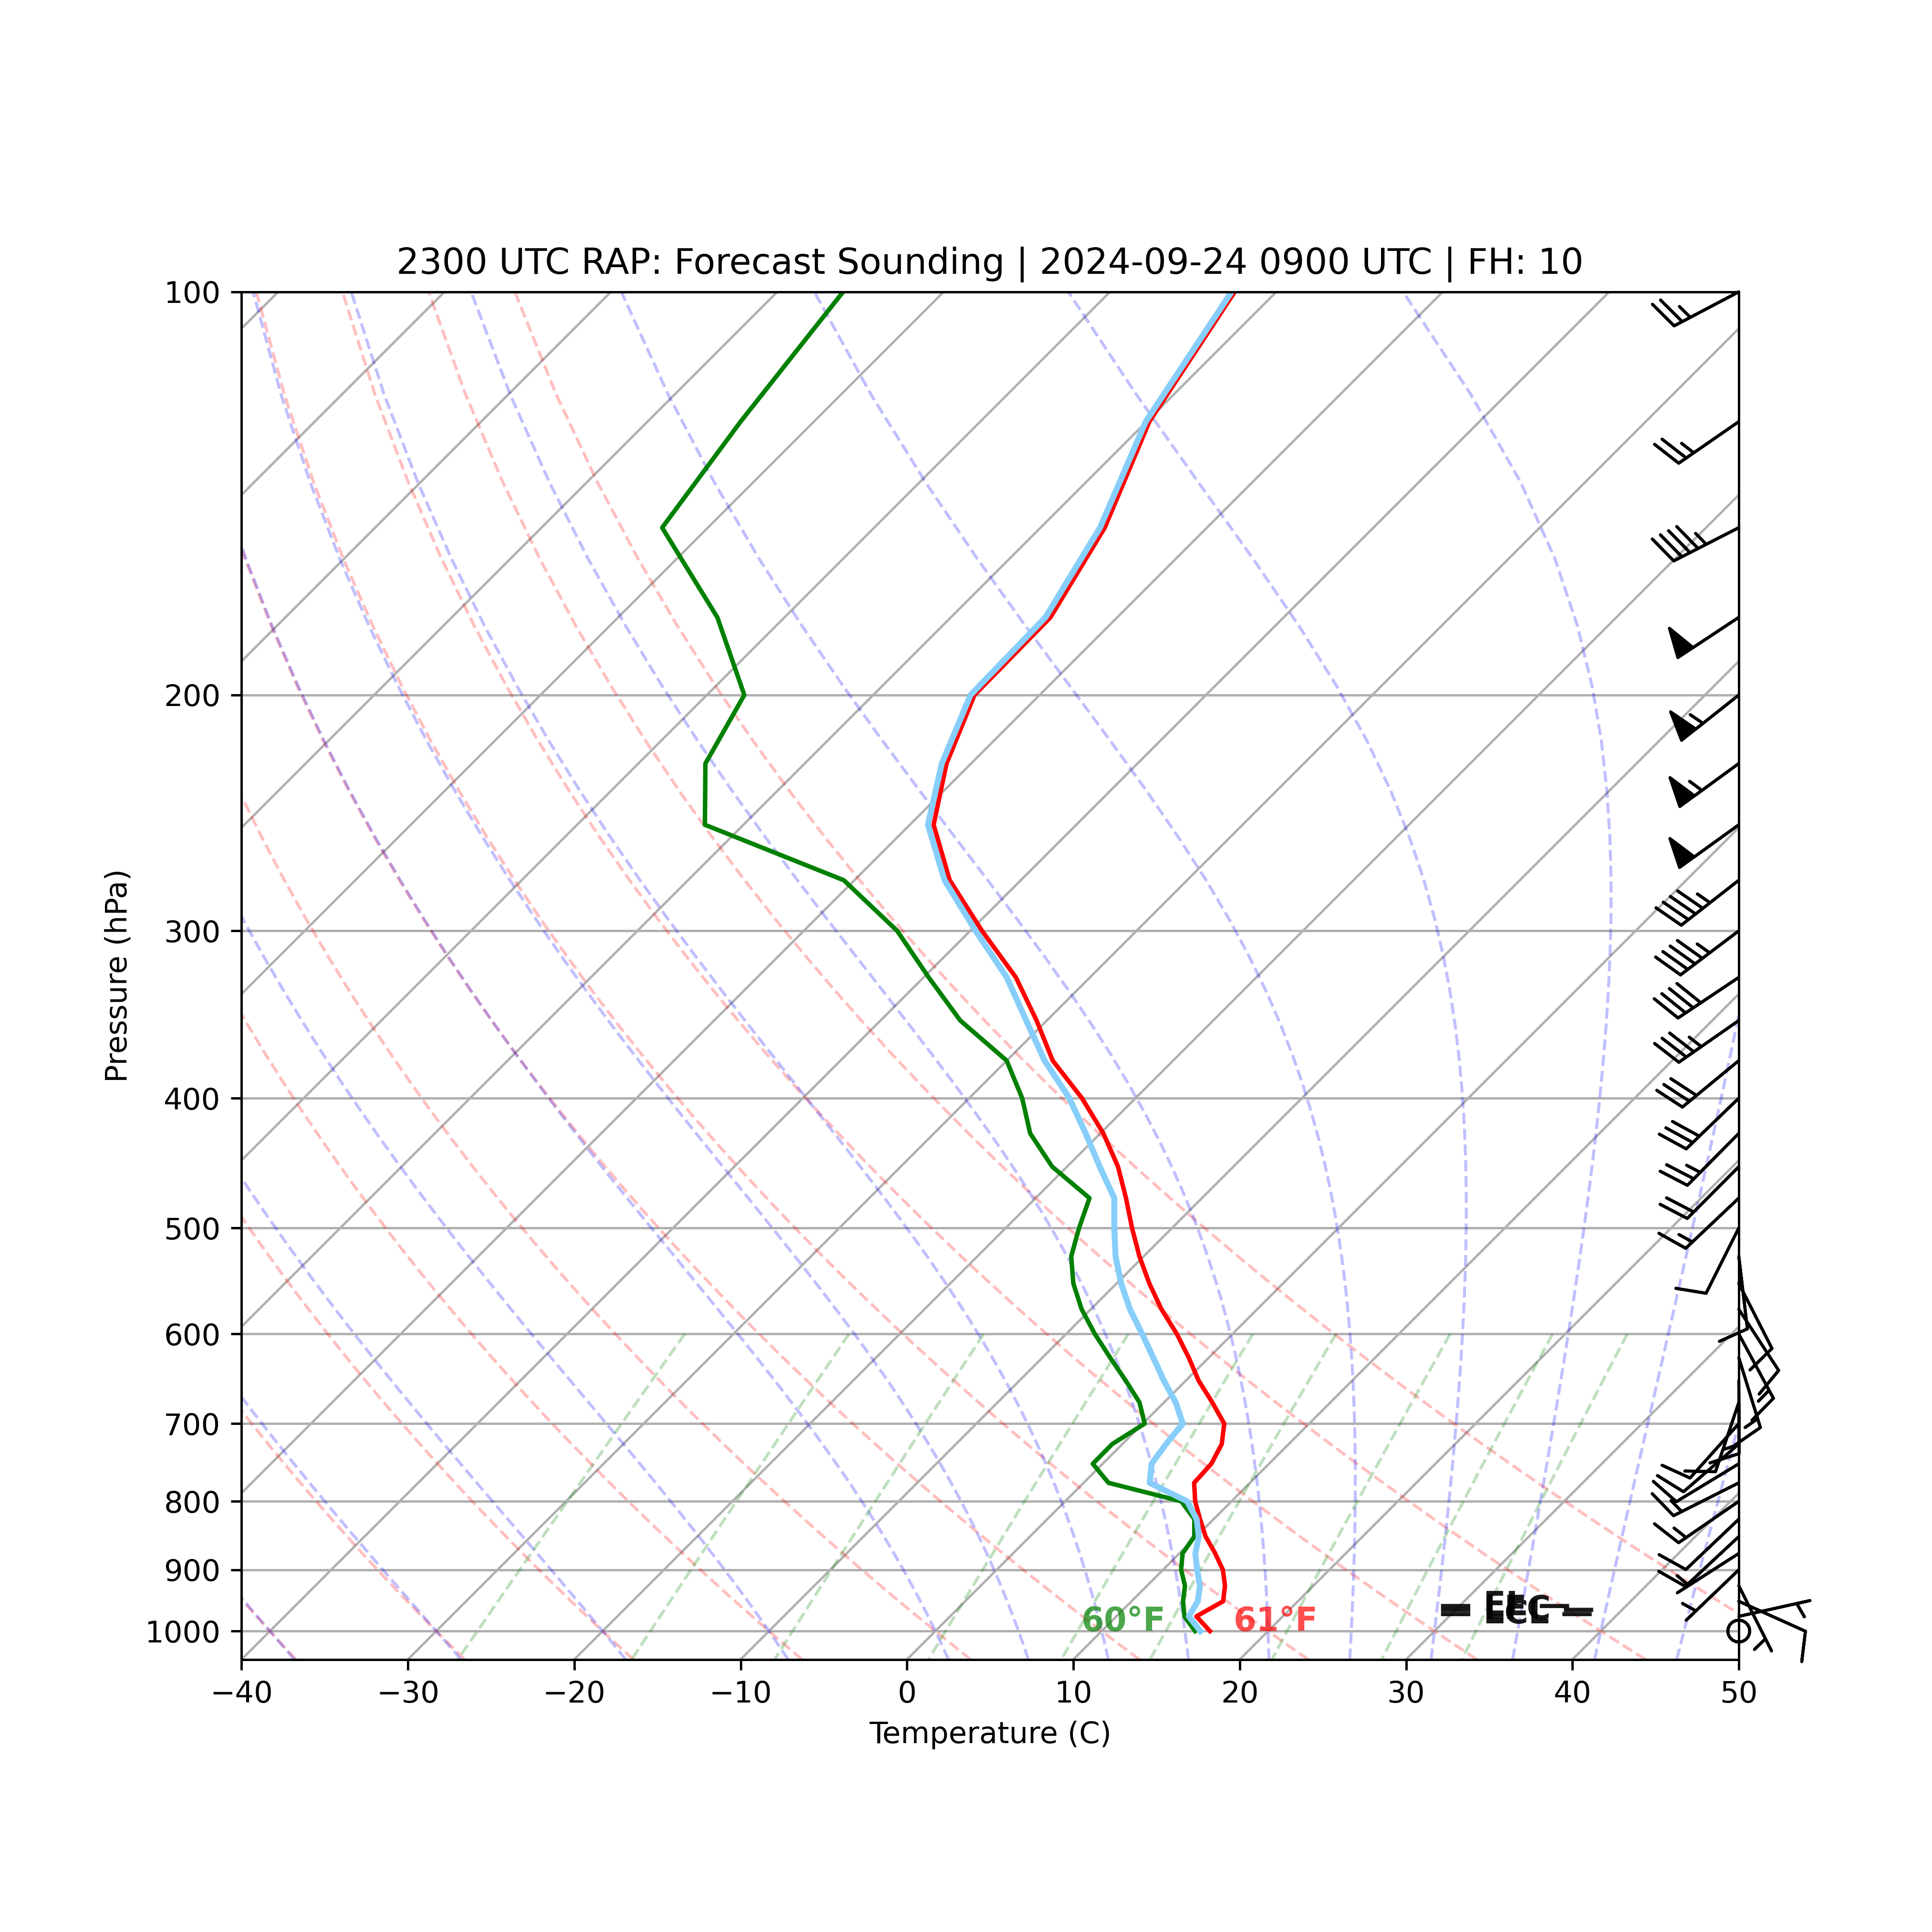 2300 UTC RAP: Forecast Sounding | 2024-09-24 0900 UTC | FH: 10
100
200
300
400
500
600
700
800
900
1000
Pressure (hPa)
60°F 61°F
−40 −30 −20 −10 0 10 20 30 40 50
Temperature (C)